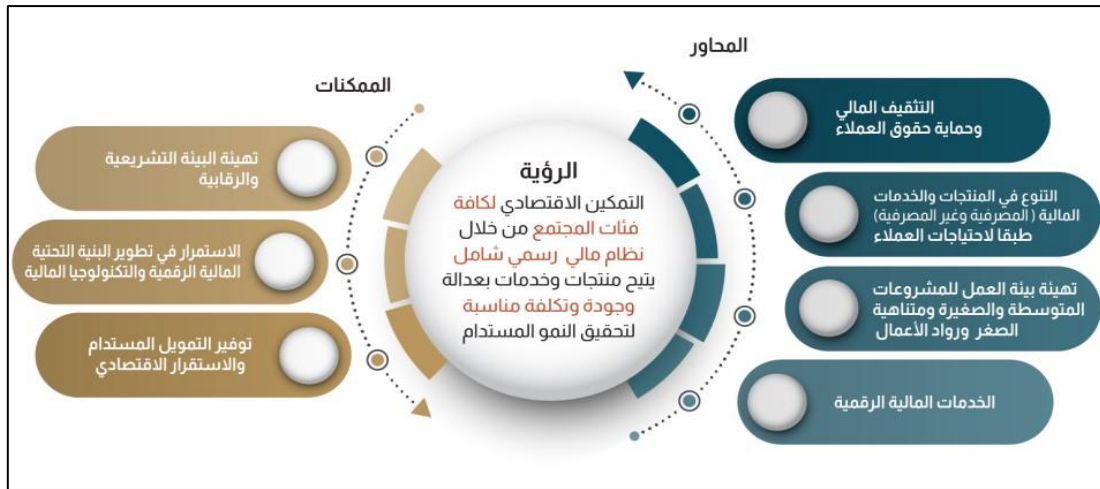 المحاور
التثقيف المالي
وحماية حقوق العملاء
التنوع في المنتجات والخدمات
المالية (المصرفية وغير المصرفية)
طبقا لاحتياجات العملاء
تهيئة بيئة العمل للمشروعات
المتوسطة والصغيرة ومتناهية
الصغر ورواد الأعمال
الخدمات المالية الرقمية
الرؤية
التمكين الاقتصادي لكافة
فئات المجتمع من خلال
نظام مالي رسمي شامل
يتيح منتجات وخدمات بعدالة
وجودة وتكلفة مناسبة
لتحقيق النمو المستدام
الممكنات
تهيئة البيئة التشريعية
والرقابية
الاستمرار في تطوير البنية التحتية
المالية الرقمية والتكنولوجيا المالية
توفير التمويل المستدام
والاستقرار الاقتصادي